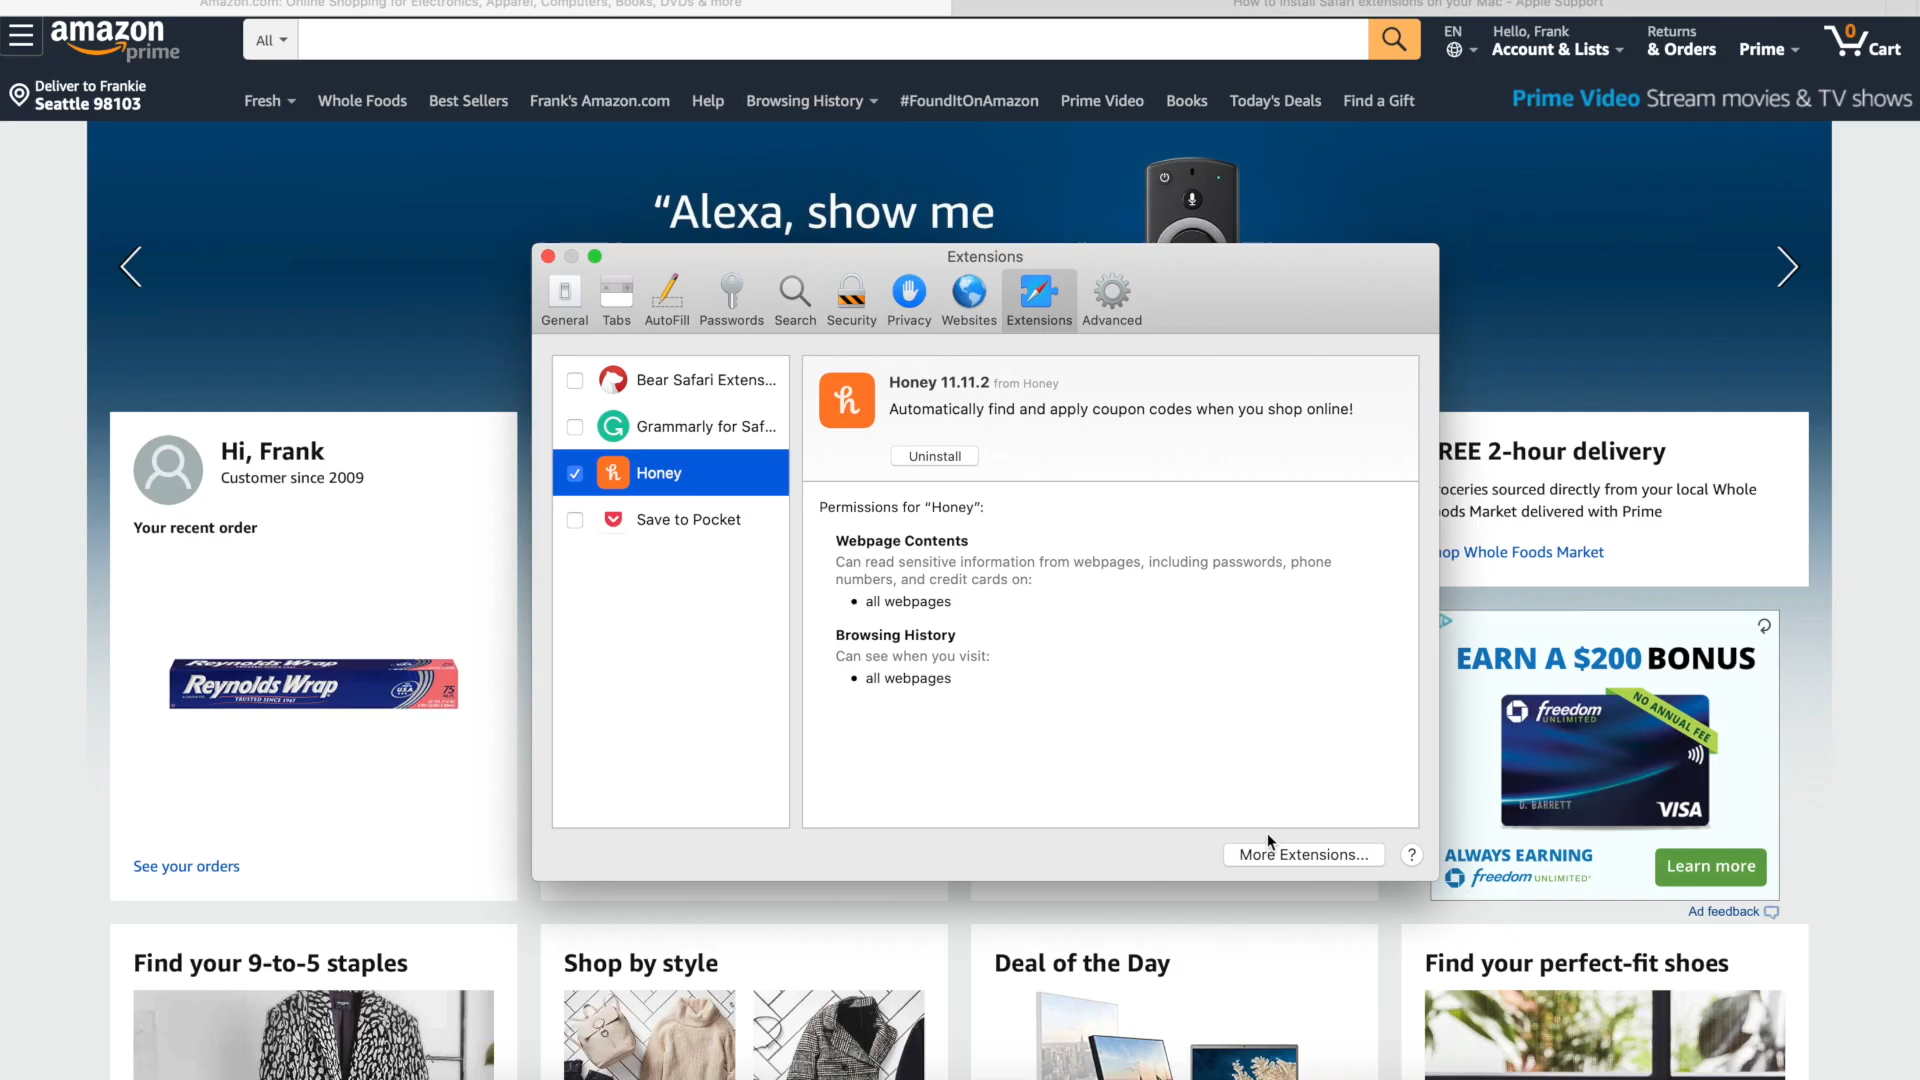 Amazon.com: Online Shopping for Electronics, Apparel, Computers, Books, DVDs & more
How to install Safari extensions on your Mac - Apple Support
amazon
prime
All
EN
Hello, Frank
Account & Lists
Returns
& Orders
Prime
0
Cart
Deliver to Frankie
Seattle 98103
Fresh
Whole Foods
Best Sellers
Frank's Amazon.com
Help
Browsing History
#FoundItOnAmazon
Prime Video
Books
Today's Deals
Find a Gift
Prime Video Stream movies & TV shows
“Alexa, show me
Extensions
General
Tabs
AutoFill
Passwords
Search
Security
Privacy
Websites
Extensions
Advanced
Bear Safari Extens...
Grammarly for Saf...
Honey
Save to Pocket
Honey 11.11.2 from Honey
Automatically find and apply coupon codes when you shop online!
Uninstall
Permissions for “Honey”:
Webpage Contents
Can read sensitive information from webpages, including passwords, phone
numbers, and credit cards on:
• all webpages
Browsing History
Can see when you visit:
• all webpages
More Extensions...
?
Hi, Frank
Customer since 2009
Your recent order
Reynolds Wrap
Reynolds Wrap
TRUSTED SINCE 1947
USA
75
See your orders
REE 2-hour delivery
oceries sourced directly from your local Whole
ods Market delivered with Prime
op Whole Foods Market
EARN A $200 BONUS
freedom
UNLIMITED
NO ANNUAL FEE
D. BARRETT
VISA
ALWAYS EARNING
freedom UNLIMITED
Learn more
Ad feedback
Find your 9-to-5 staples
Shop by style
Deal of the Day
Find your perfect-fit shoes